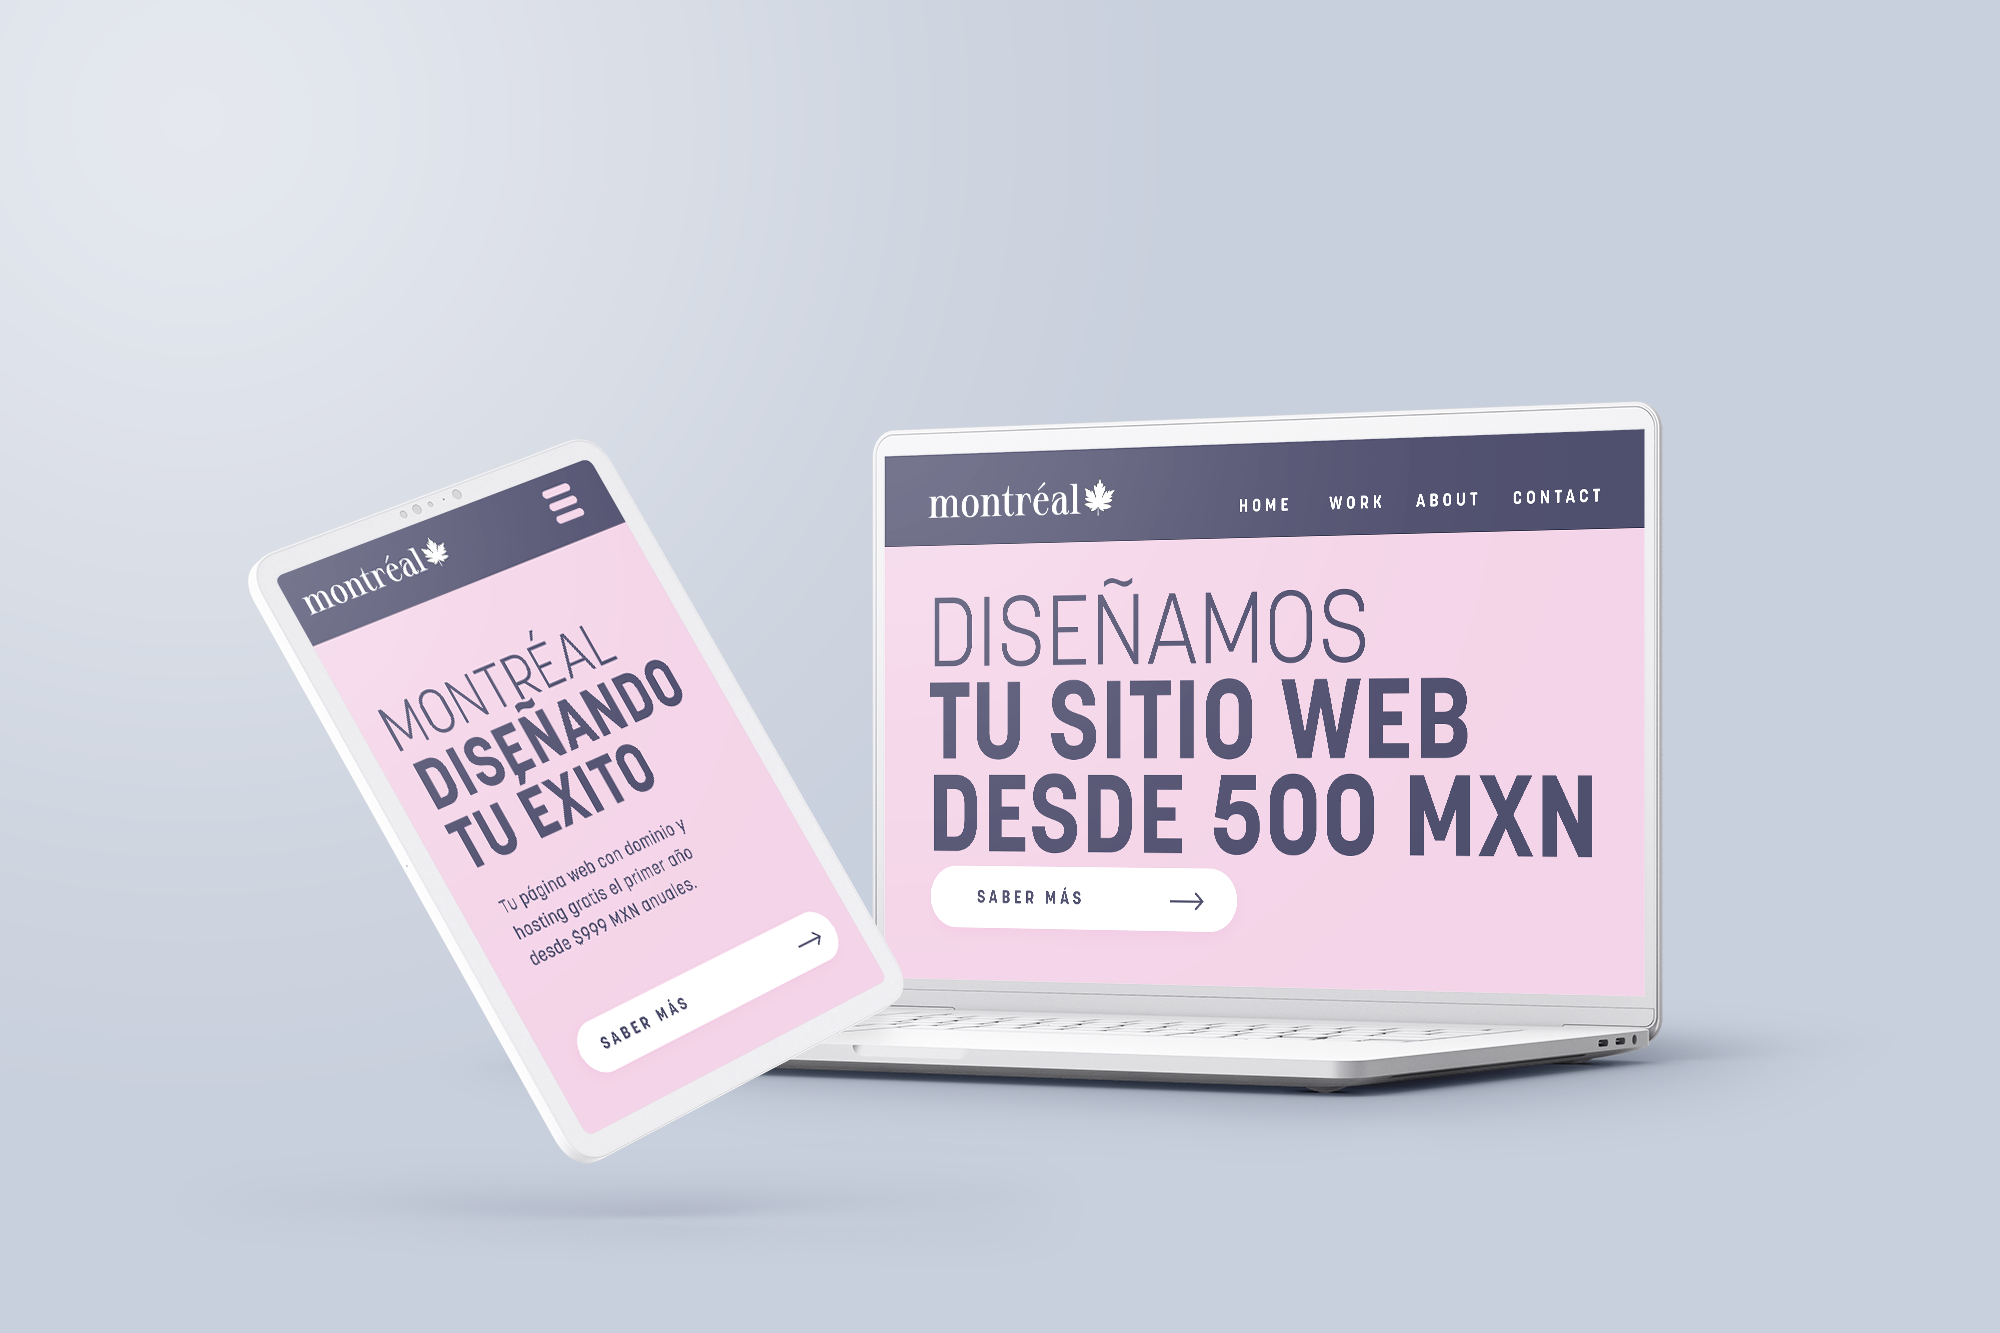 montréal
MONTRÉAL
DISEÑANDO
TU ÉXITO
Tu página web con dominio y
hosting gratis el primer año
desde $999 MXN anuales.
SABER MÁS
montréal
HOME WORK ABOUT CONTACT
DISEÑAMOS
TU SITIO WEB
DESDE 500 MXN
SABER MÁS